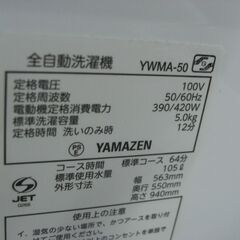 全自動洗濯機 YWMA-50
定格電圧 100V
定格周波数 50/60Hz
電動機定格消費電力 390/420W
標準洗濯容量 5.0kg
定格時間 洗いのみ時 12分
PS E YAMAZEN
コース時間 標準コース 64分
標準使用水量 105ℓ
外形寸法 幅 563mm
奥行 550mm
高さ 940mm
S JET
使用上の注意